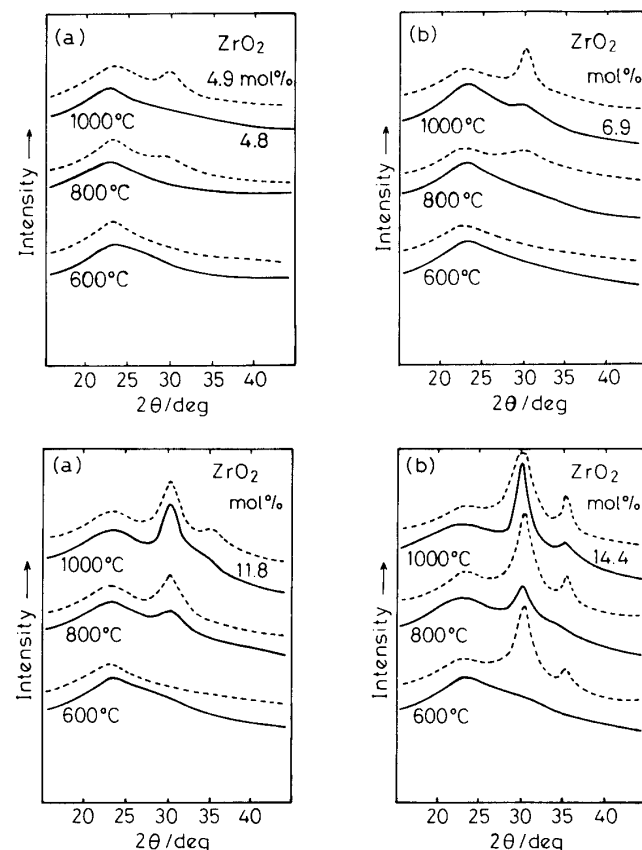 (a)
ZrO2
4.9 mol%
1000°C
4.8
800°C
600°C
Intensity →
20 25 30 35 40
2θ/deg
(b)
ZrO2
mol%
1000°C
6.9
800°C
600°C
Intensity →
20 25 30 35 40
2θ/deg
(a)
ZrO2
mol%
1000°C
11.8
800°C
600°C
Intensity →
20 25 30 35 40
2θ/deg
(b)
ZrO2
mol%
1000°C
14.4
800°C
600°C
Intensity →
20 25 30 35 40
2θ/deg